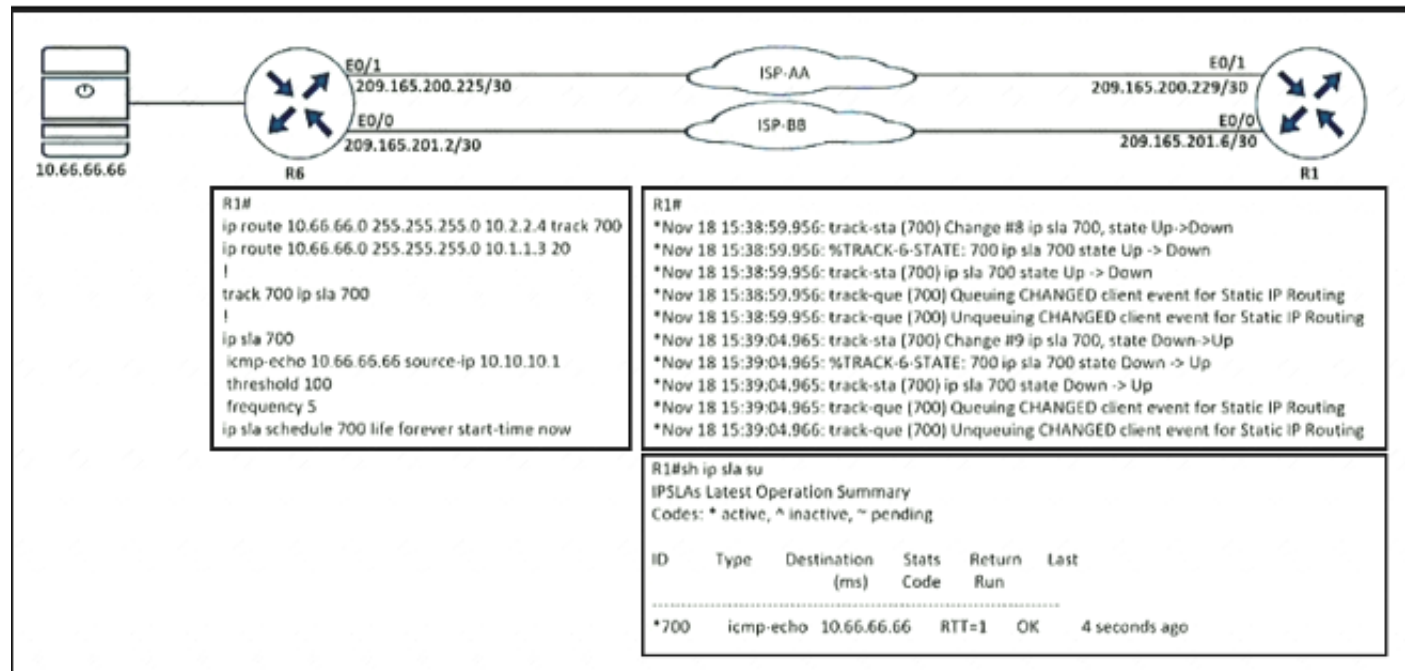 E0/1
209.165.200.225/30
ISP-AA
E0/1
209.165.200.229/30
E0/0
209.165.201.2/30
ISP-BB
E0/0
209.165.201.6/30
10.66.66.66
R6
R1
R1#
ip route 10.66.66.0 255.255.255.0 10.2.2.4 track 700
ip route 10.66.66.0 255.255.255.0 10.1.1.3 20
!
track 700 ip sla 700
!
ip sla 700
icmp-echo 10.66.66.66 source-ip 10.10.10.1
threshold 100
frequency 5
ip sla schedule 700 life forever start-time now
R1#
*Nov 18 15:38:59.956: track-sta (700) Change #8 ip sla 700, state Up->Down
*Nov 18 15:38:59.956: %TRACK-6-STATE: 700 ip sla 700 state Up -> Down
*Nov 18 15:38:59.956: track-sta (700) ip sla 700 state Up -> Down
*Nov 18 15:38:59.956: track-que (700) Queuing CHANGED client event for Static IP Routing
*Nov 18 15:38:59.956: track-que (700) Unqueuing CHANGED client event for Static IP Routing
*Nov 18 15:39:04.965: track-sta (700) Change #9 ip sla 700, state Down->Up
*Nov 18 15:39:04.965: %TRACK-6-STATE: 700 ip sla 700 state Down -> Up
*Nov 18 15:39:04.965: track-sta (700) ip sla 700 state Down -> Up
*Nov 18 15:39:04.965: track-que (700) Queuing CHANGED client event for Static IP Routing
*Nov 18 15:39:04.966: track-que (700) Unqueuing CHANGED client event for Static IP Routing
R1#sh ip sla su
IPSLAs Latest Operation Summary
Codes: * active, ^ inactive, ~ pending
ID Type Destination Stats Return Last
(ms) Code Run
*700 icmp-echo 10.66.66.66 RTT=1 OK 4 seconds ago